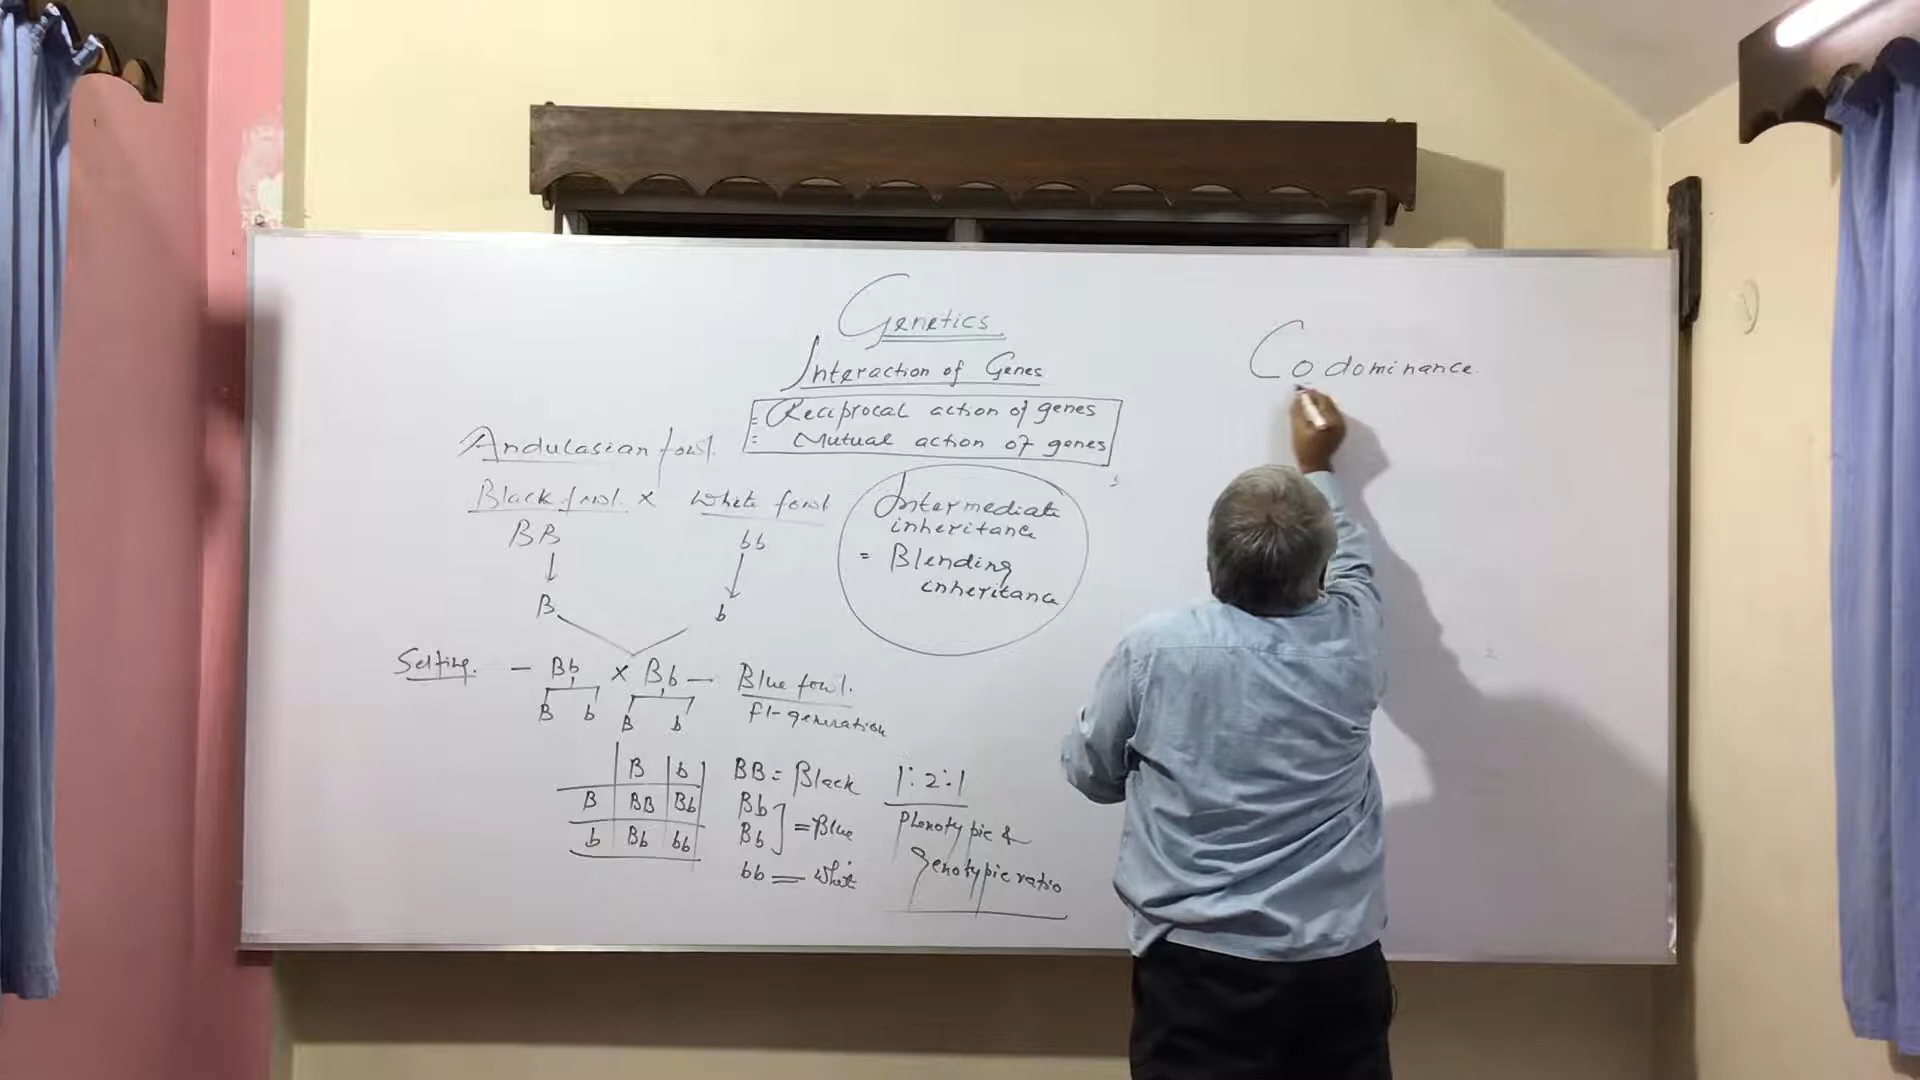 Genetics
Interaction of Genes
= Reciprocal action of genes
= Mutual action of genes
Andulasian fowl.
Black fowl. x White fowl
BB bb
B b
Intermediate
inheritance
= Blending
inheritance
Selfing. - Bb x Bb - Blue fowl.
F1-generation
B b B b
B b
B BB Bb
b Bb bb
BB = Black
Bb
Bb = Blue
bb = White
1:2:1
Phenotypic &
genotypic ratio
Codominance